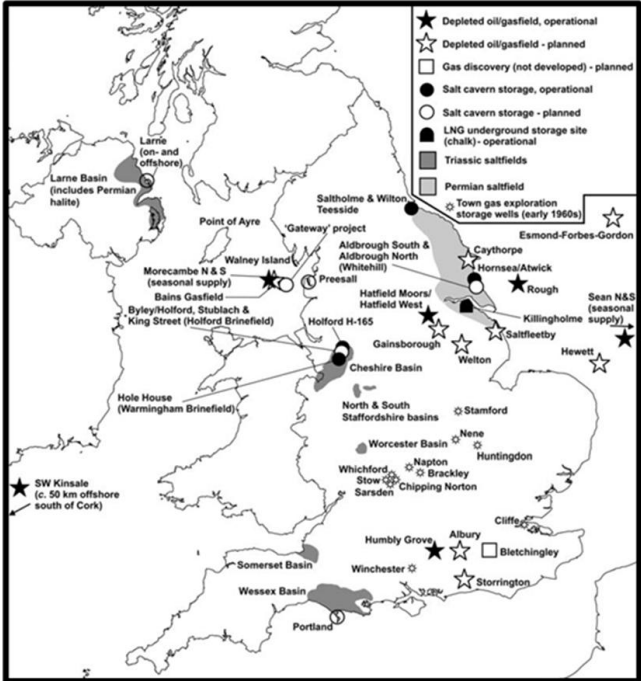 Depleted oil/gasfield, operational
Depleted oil/gasfield - planned
Gas discovery (not developed) - planned
Salt cavern storage, operational
Salt cavern storage - planned
LNG underground storage site
(chalk)- operational
Triassic saltfields
Permian saltfield
Town gas exploration
storage wells (early 1960s)
Larne
(on- and
offshore)
Larne Basin
(includes Permian
halite)
Saltholme & Wilton
Teesside
Esmond-Forbes-Gordon
Point of Ayre
'Gateway' project
Aldbrough South &
Aldbrough North
(Whitehill)
Caythorpe
Hornsea/Atwick
Walney Island
Morecambe N & S
(seasonal supply)
Preesall
Rough
Bains Gasfield
Hatfield Moors/
Hatfield West
Sean N&S
(seasonal
supply)
Byley/Holford, Stublach &
King Street (Holford Brinefield)
Holford H-165
Killingholme
Saltfleetby
Gainsborough
Welton
Hewett
Cheshire Basin
Hole House
(Warmingham Brinefield)
North & South
Staffordshire basins
Stamford
Nene
Worcester Basin
Huntingdon
Napton
Whichford
Brackley
Stow
Chipping Norton
Sarsden
SW Kinsale
(c. 50 km offshore
south of Cork)
Cliffe
Humbly Grove
Albury
Bletchingley
Somerset Basin
Winchester
Storrington
Wessex Basin
Portland